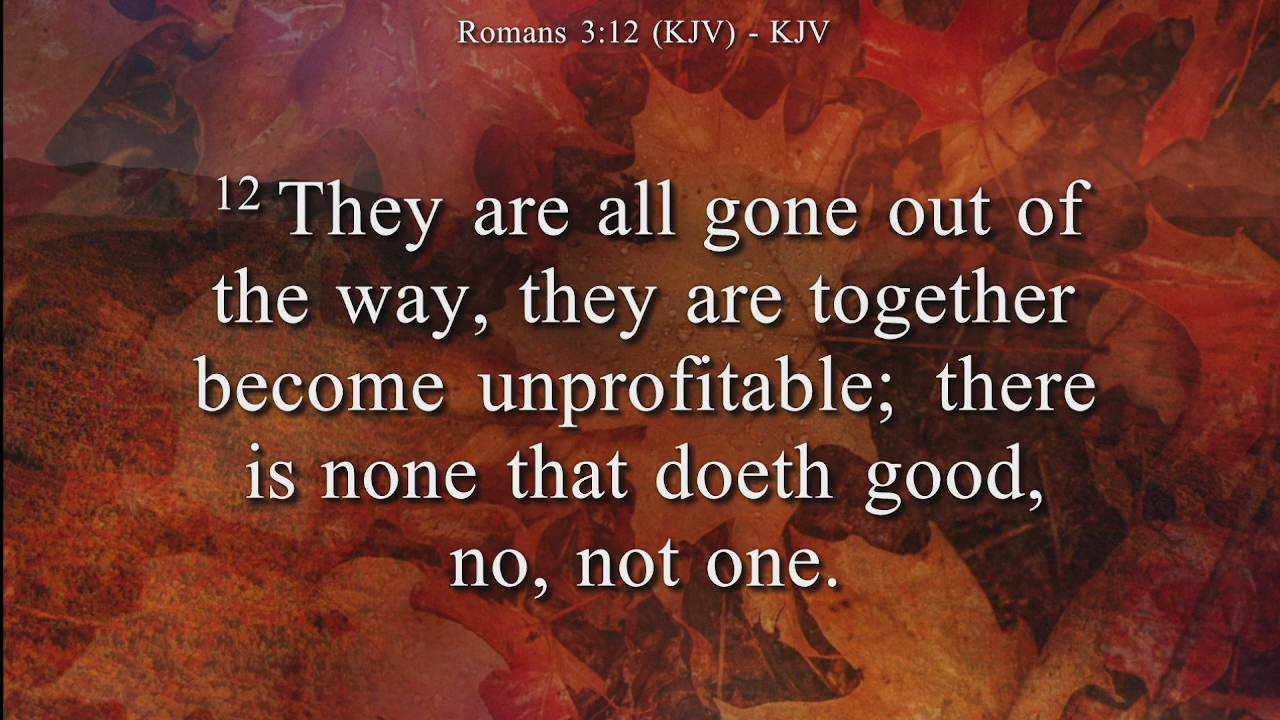 Romans 3:12 (KJV) - KJV
12 They are all gone out of
the way, they are together
become unprofitable; there
is none that doeth good,
no, not one.